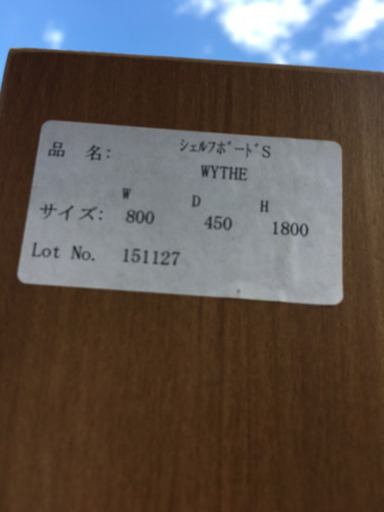 品 名: ｼｪﾙﾌﾎﾞｰﾄﾞS
WYTHE
W D H
サイズ: 800 450 1800
Lot No. 151127